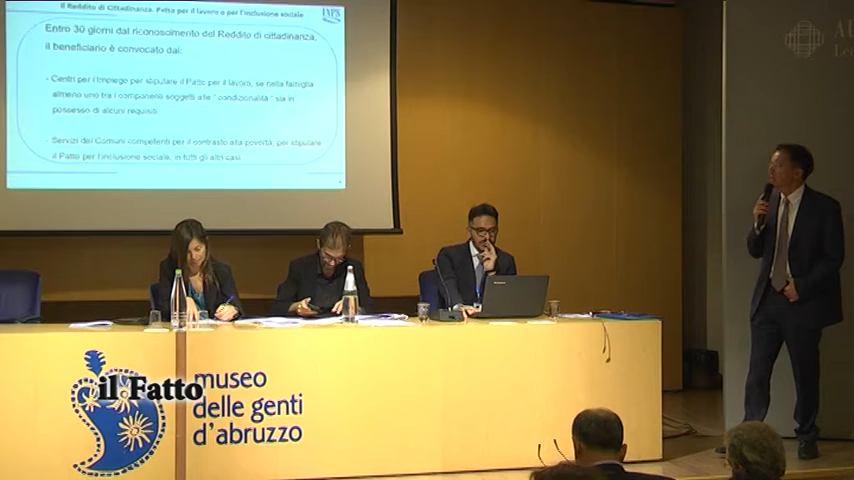 Il Reddito di Cittadinanza. Patto per il lavoro e per l'inclusione sociale
INPS
Entro 30 giorni dal riconoscimento del Reddito di cittadinanza,
il beneficiario è convocato dai:
- Centri per l'Impiego per stipulare il Patto per il lavoro, se nella famiglia
almeno uno tra i componenti soggetti alle "condizionalità" sia in
possesso di alcuni requisiti.
- Servizi dei Comuni competenti per il contrasto alla povertà, per stipulare
il Patto per l'inclusione sociale, in tutti gli altri casi.
il Fatto
museo
delle genti
d'abruzzo